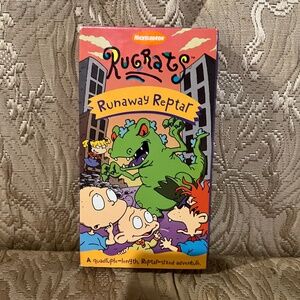 Nickelodeon
Rugrats
Runaway Reptar
A quadruple-length, Reptar-sized adventure.